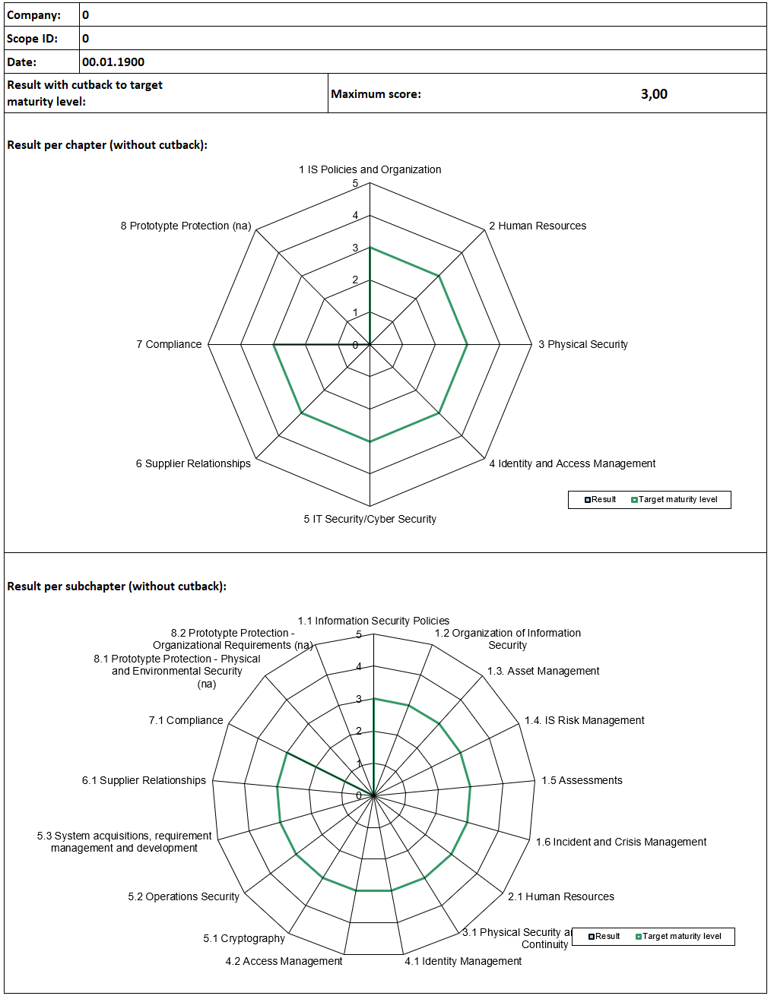 Company: 0
Scope ID: 0
Date: 00.01.1900
Result with cutback to target
maturity level:
Maximum score: 3,00
Result per chapter (without cutback):
1 IS Policies and Organization
5
4
3
2
1
0
8 Prototypte Protection (na)
2 Human Resources
7 Compliance
3 Physical Security
6 Supplier Relationships
4 Identity and Access Management
5 IT Security/Cyber Security
Result Target maturity level
Result per subchapter (without cutback):
1.1 Information Security Policies
5
4
3
2
1
0
8.2 Prototypte Protection -
Organizational Requirements (na)
1.2 Organization of Information
Security
8.1 Prototypte Protection - Physical
and Environmental Security
(na)
1.3. Asset Management
7.1 Compliance
1.4. IS Risk Management
6.1 Supplier Relationships
1.5 Assessments
5.3 System acquisitions, requirement
management and development
1.6 Incident and Crisis Management
5.2 Operations Security
2.1 Human Resources
5.1 Cryptography
3.1 Physical Security
Continuity
4.2 Access Management
4.1 Identity Management
Result Target maturity level